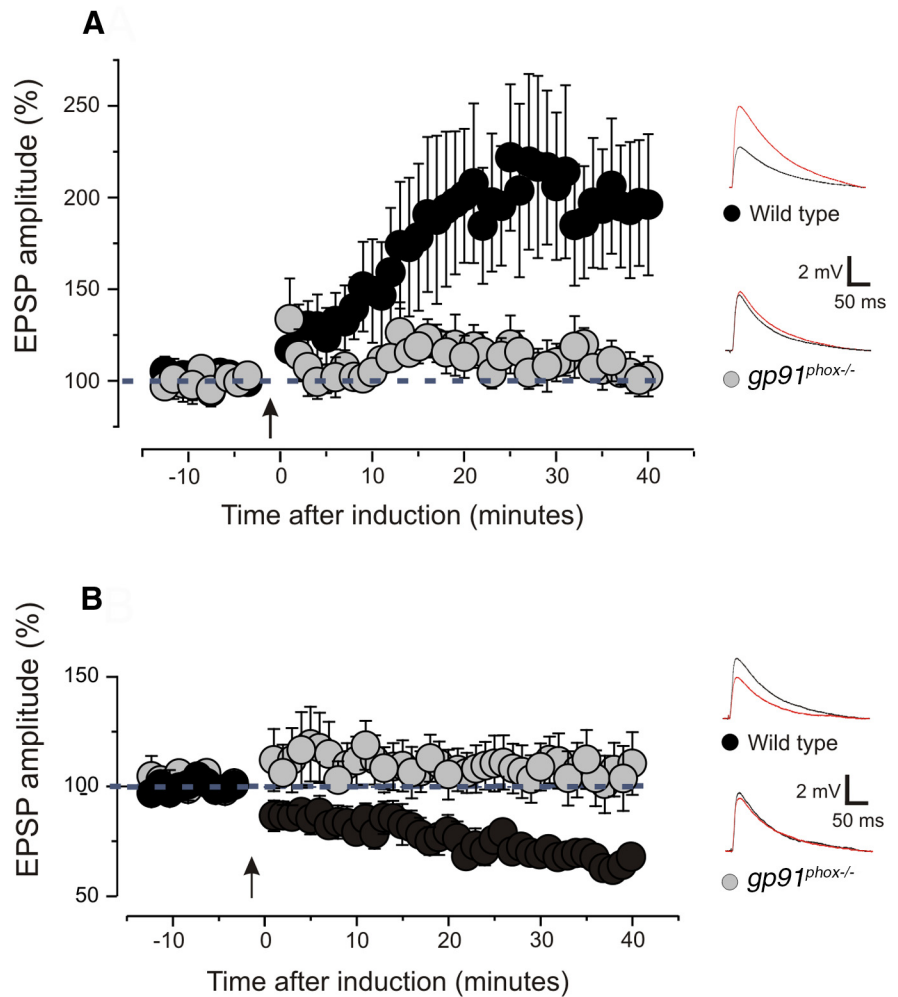 A
EPSP amplitude (%)
250
200
150
100
-10 0 10 20 30 40
Time after induction (minutes)
Wild type
2 mV
50 ms
gp91phox-/-
B
EPSP amplitude (%)
150
100
50
-10 0 10 20 30 40
Time after induction (minutes)
Wild type
2 mV
50 ms
gp91phox-/-